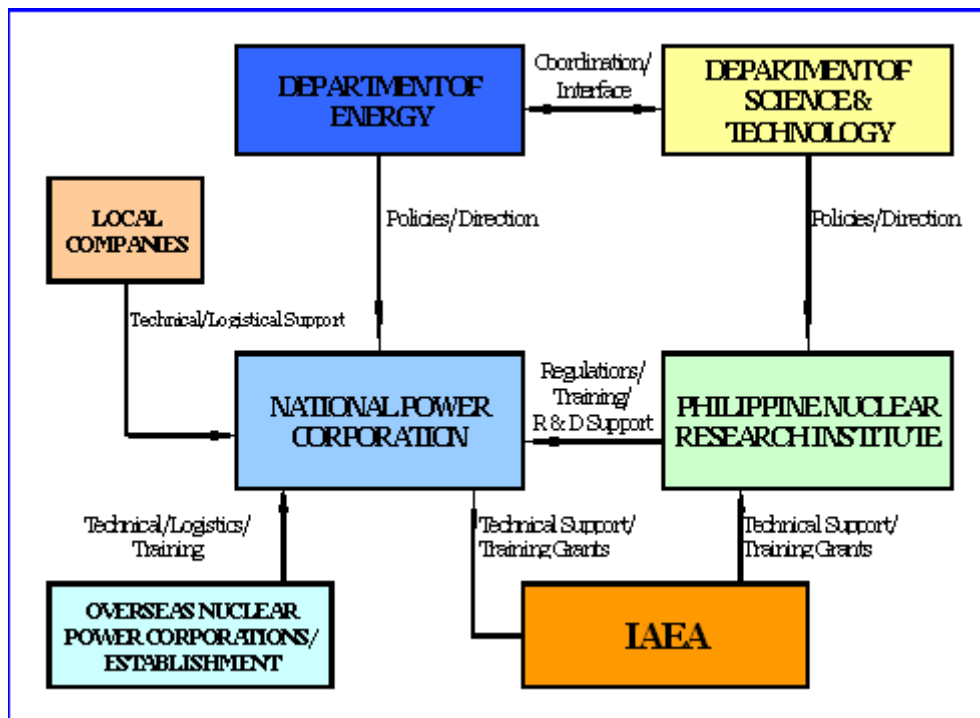 DEPARTMENT OF
ENERGY
Coordination/
Interface
DEPARTMENT OF
SCIENCE &
TECHNOLOGY
LOCAL
COMPANIES
Policies/Direction
Policies/Direction
Technical/Logistical Support
NATIONAL POWER
CORPORATION
Regulations/
Training/
R & D Support
PHILIPPINE NUCLEAR
RESEARCH INSTITUTE
Technical/Logistics/
Training
Technical Support/
Training Grants
Technical Support/
Training Grants
OVERSEAS NUCLEAR
POWER CORPORATIONS/
ESTABLISHMENT
IAEA